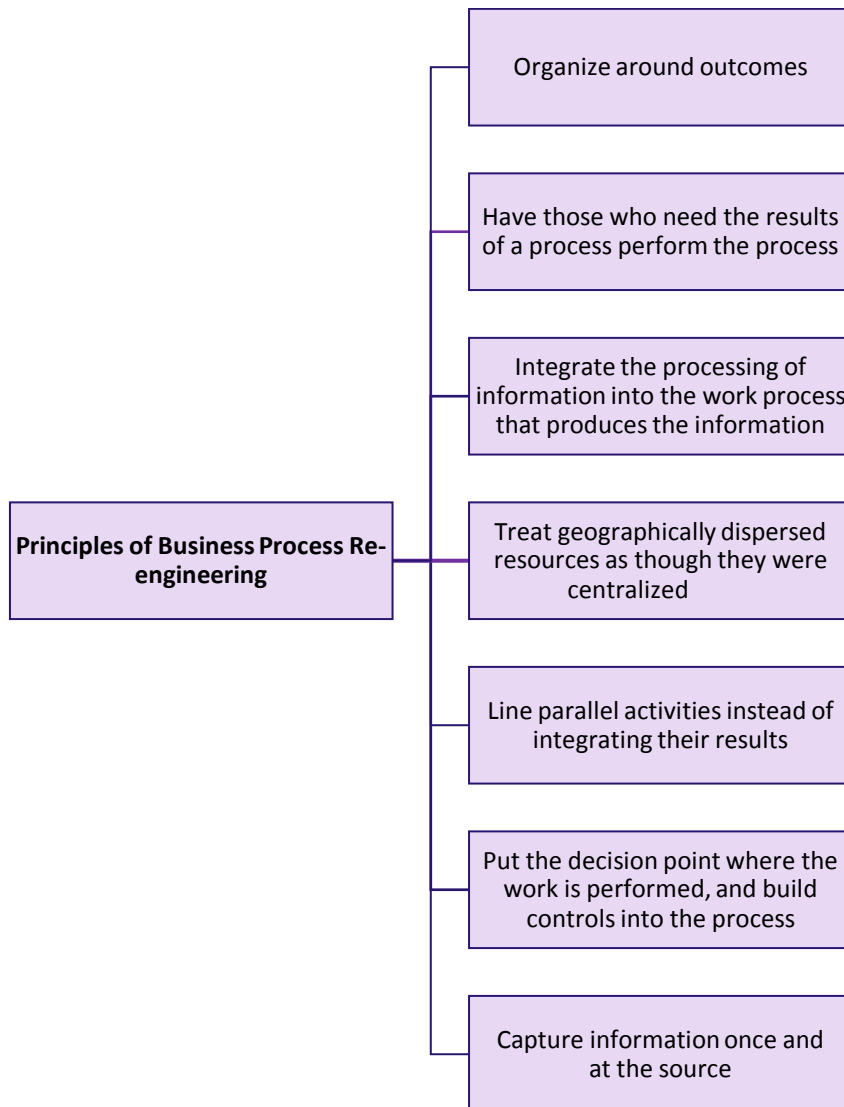 Organize around outcomes
Have those who need the results
of a process perform the process
Integrate the processing of
information into the work process
that produces the information
Principles of Business Process Re-
engineering
Treat geographically dispersed
resources as though they were
centralized
Line parallel activities instead of
integrating their results
Put the decision point where the
work is performed, and build
controls into the process
Capture information once and
at the source